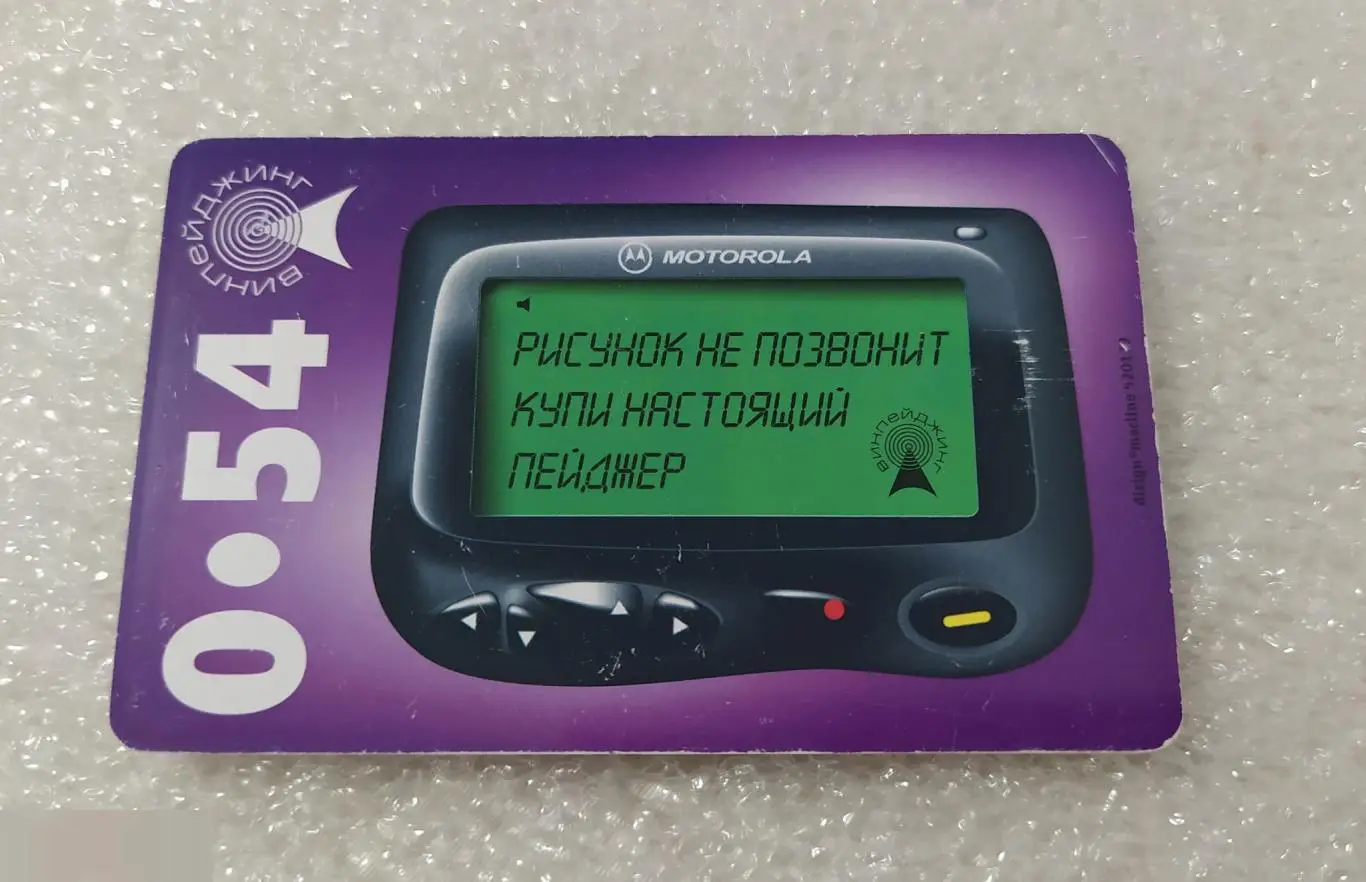 ВИНПЕЙДЖИНГ
0•54
MOTOROLA
РИСУНОК НЕ ПОЗВОНИТ
КУПИ НАСТОЯЩИЙ
ПЕЙДЖЕР
ВИНПЕЙДЖИНГ